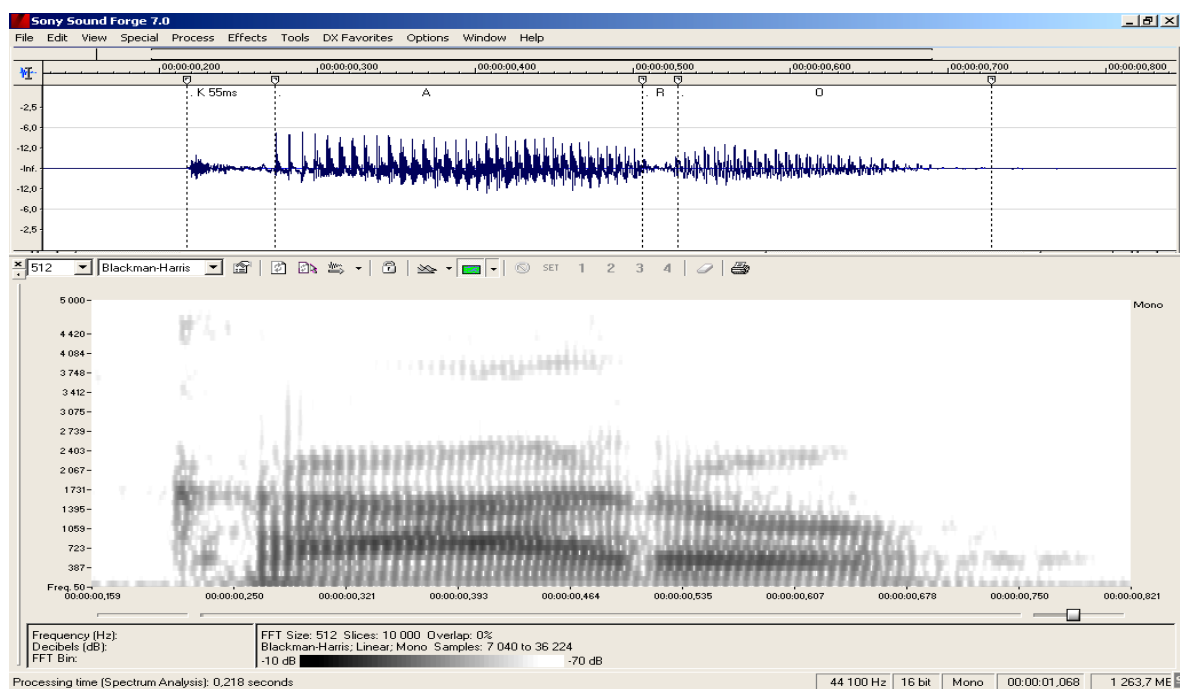 Sony Sound Forge 7.0
File Edit View Special Process Effects Tools DX Favorites Options Window Help
00:00:00,200 00:00:00,300 00:00:00,400 00:00:00,500 00:00:00,600 00:00:00,700 00:00:00,800
K 55ms A R O
-2,5
-6,0
-12,0
-Inf.
-12,0
-6,0
-2,5
512 Blackman-Harris SET 1 2 3 4
5 000
Mono
4 420
4 084
3 748
3 412
3 075
2 739
2 403
2 067
1731
1 395
1 059
723
387
Freq. 50
00:00:00,159 00:00:00,250 00:00:00,321 00:00:00,393 00:00:00,464 00:00:00,535 00:00:00,607 00:00:00,678 00:00:00,750 00:00:00,821
Frequency (Hz): FFT Size: 512 Slices: 10 000 Overlap: 0%
Decibels (dB): Blackman-Harris; Linear; Mono Samples: 7 040 to 36 224
FFT Bin: -10 dB -70 dB
Processing time (Spectrum Analysis): 0,218 seconds 44 100 Hz 16 bit Mono 00:00:01,068 1 263,7 ME